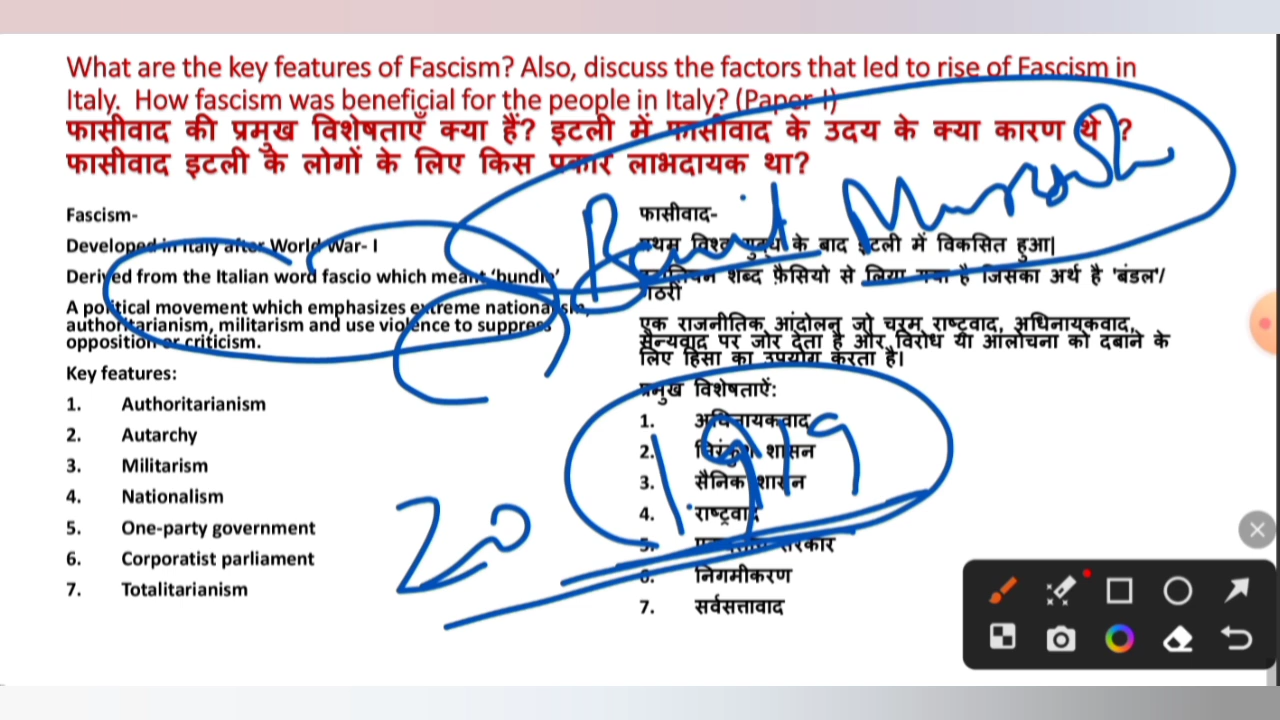 What are the key features of Fascism? Also, discuss the factors that led to rise of Fascism in
Italy. How fascism was beneficial for the people in Italy? (Paper-I)
फासीवाद की प्रमुख विशेषताएँ क्या हैं? इटली में फासीवाद के उदय के क्या कारण थे ?
फासीवाद इटली के लोगों के लिए किस प्रकार लाभदायक था?
Fascism-
Developed in Italy after World War- I
Derived from the Italian word fascio which meant 'bundle'
A political movement which emphasizes extreme nationalism,
authoritarianism, militarism and use violence to suppress
opposition or criticism.
Key features:
1. Authoritarianism
2. Autarchy
3. Militarism
4. Nationalism
5. One-party government
6. Corporatist parliament
7. Totalitarianism
फासीवाद-
प्रथम विश्व युद्ध के बाद इटली में विकसित हुआ|
शब्द फ़ैसियो से लिया गया है जिसका अर्थ है 'बंडल'/
गठरी
एक राजनीतिक आंदोलन जो चरम राष्ट्रवाद, अधिनायकवाद,
सैन्यवाद पर जोर देता है और विरोध या आलोचना को दबाने के
लिए हिंसा का उपयोग करता है।
प्रमुख विशेषताऐं:
1. अधिनायकवाद
2. निरंकुश शासन
3. सैनिक शासन
4. राष्ट्रवाद
5. सरकार
6. निगमीकरण
7. सर्वसत्तावाद
1919
20